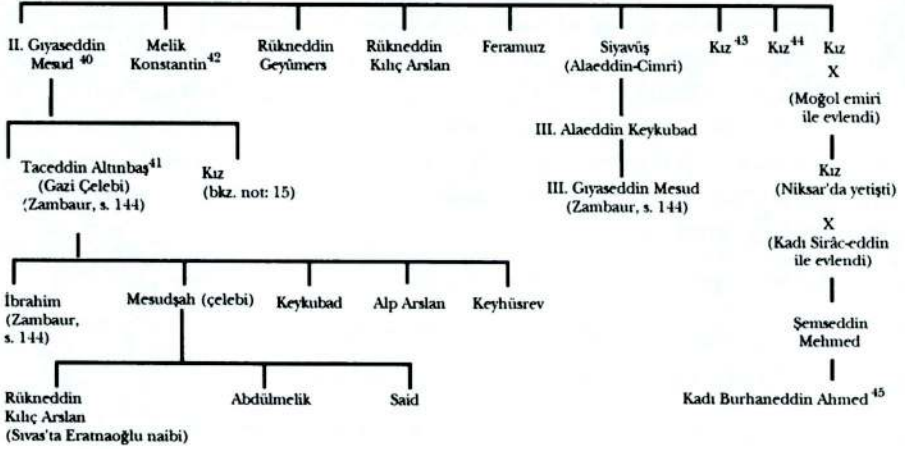 II. Gıyaseddin
Mesud 40
Melik
Konstantin 42
Rükneddin
Geyûmers
Rükneddin
Kılıç Arslan
Feramurz
Siyavüş
(Alaeddin-Cimri)
Kız 43
Kız 44
Kız
X
(Moğol emiri
ile evlendi)
III. Alaeddin Keykubad
Taceddin Altınbaş 41
(Gazi Çelebi)
(Zambaur, s. 144)
Kız
(bkz. not: 15)
III. Gıyaseddin Mesud
(Zambaur, s. 144)
Kız
(Niksar'da yetişti)
X
(Kadı Sirâc-eddin
ile evlendi)
İbrahim
(Zambaur,
s. 144)
Mesudşah (çelebi)
Keykubad
Alp Arslan
Keyhüsrev
Şemseddin
Mehmed
Rükneddin
Kılıç Arslan
(Sıvas'ta Eratnaoğlu naibi)
Abdülmelik
Said
Kadı Burhaneddin Ahmed 45